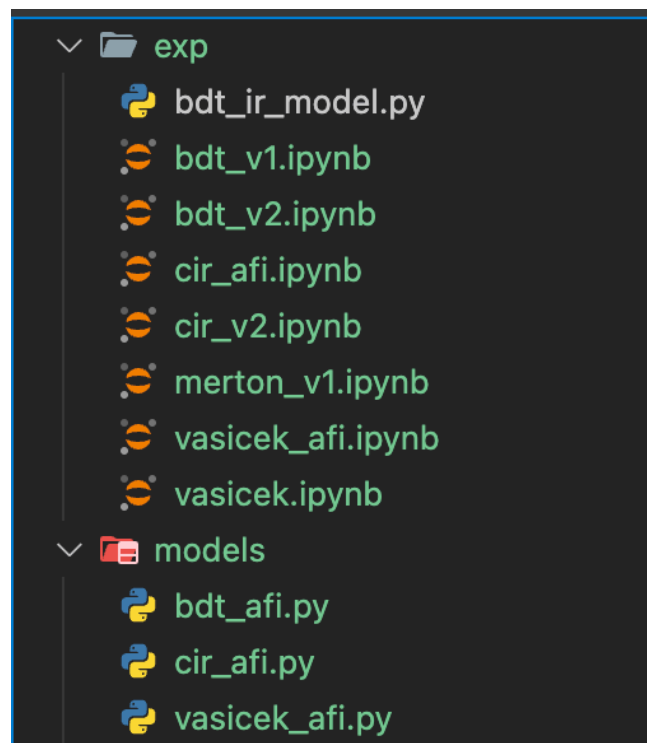 exp
bdt_ir_model.py
bdt_v1.ipynb
bdt_v2.ipynb
cir_afi.ipynb
cir_v2.ipynb
merton_v1.ipynb
vasicek_afi.ipynb
vasicek.ipynb
models
bdt_afi.py
cir_afi.py
vasicek_afi.py